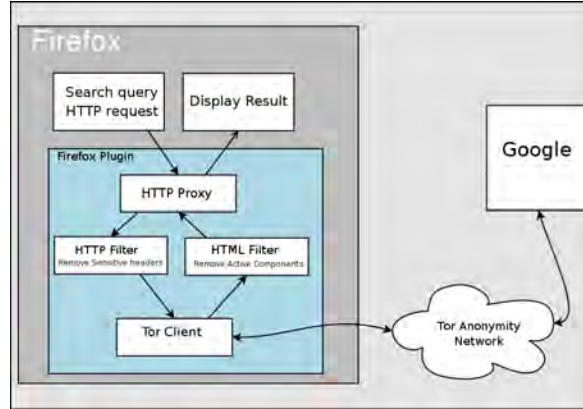 Firefox
Search query
HTTP request
Display Result
Google
Firefox Plugin
HTTP Proxy
HTTP Filter
Remove Sensitive headers
HTML Filter
Remove Active Components
Tor Client
Tor Anonymity
Network